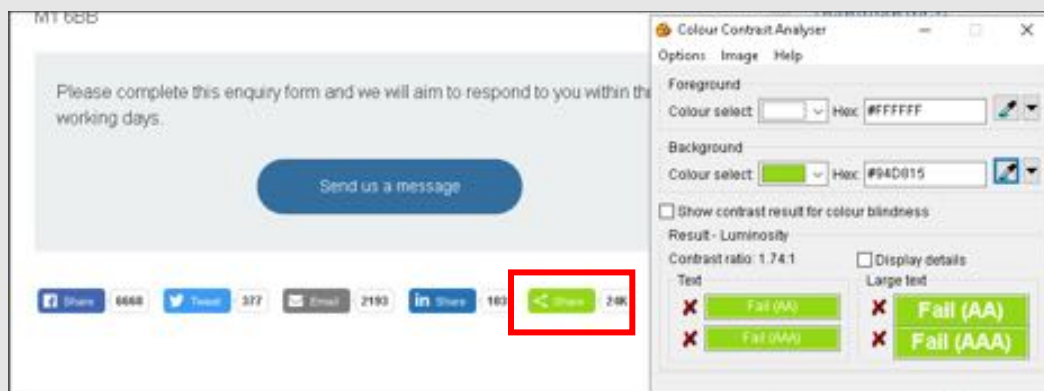 M1 6BB
Please complete this enquiry form and we will aim to respond to you within
working days.
Send us a message
Share 6668 Tweet 377 Email 2193 Share 103 Share 24K
Colour Contrast Analyser
Options Image Help
Foreground
Colour select Hex #FFFFFF
Background
Colour select Hex #94D015
Show contrast result for colour blindness
Result - Luminosity
Contrast ratio: 1.74:1 Display details
Text Large text
Fail (AA) Fail (AA)
Fail (AAA) Fail (AAA)